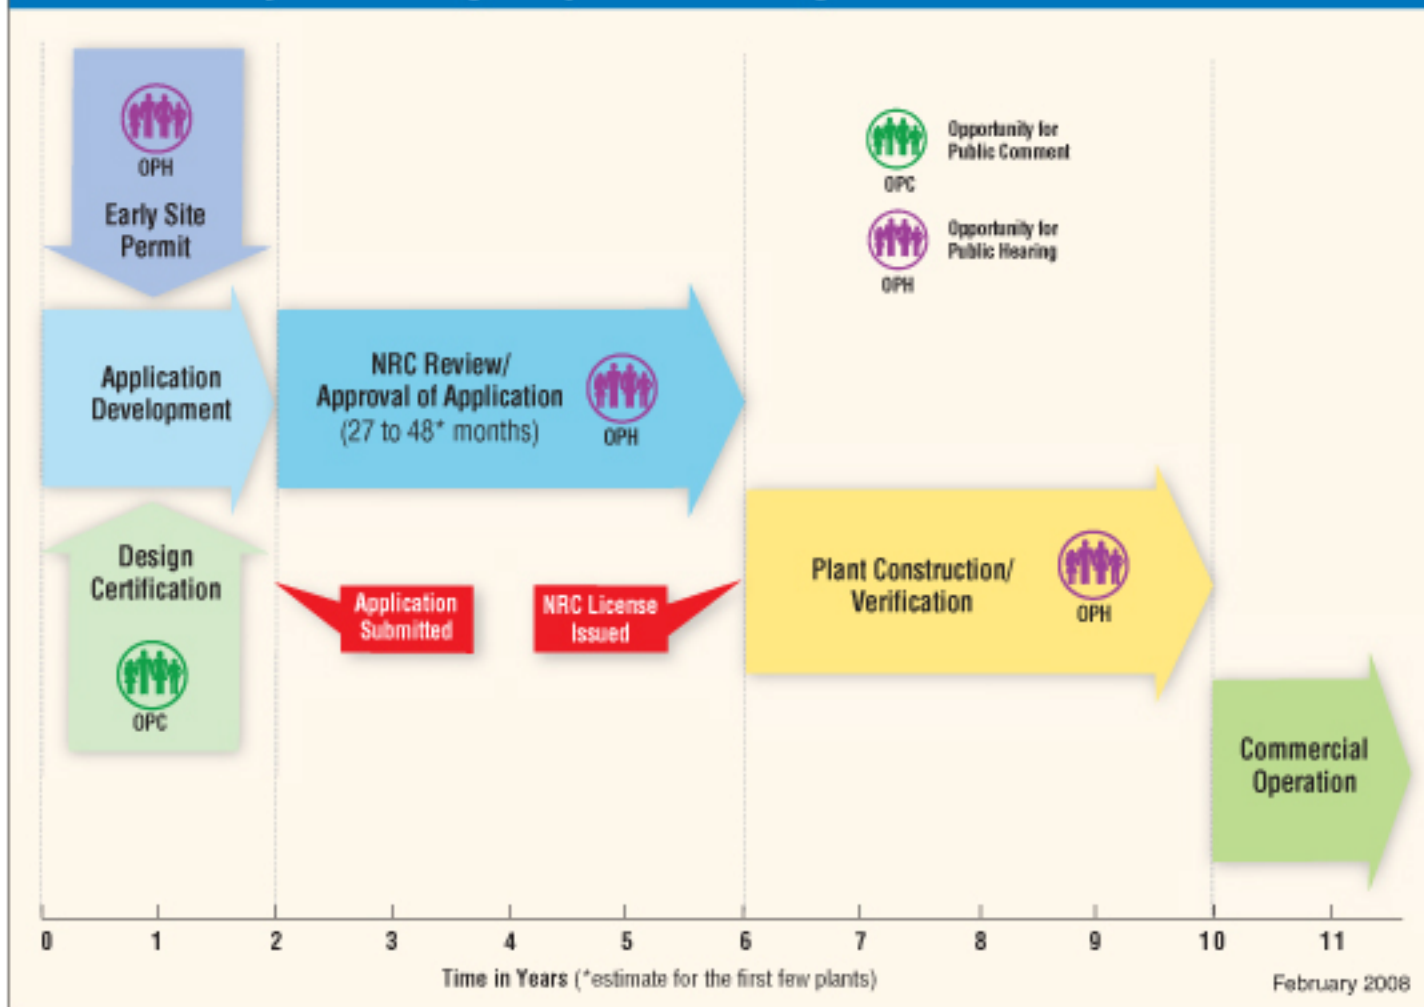 OPH
Early Site
Permit
Opportunity for
Public Comment
OPC
Opportunity for
Public Hearing
OPH
Application
Development
NRC Review/
Approval of Application
(27 to 48* months)
OPH
Design
Certification
OPC
Application
Submitted
NRC License
Issued
Plant Construction/
Verification
OPH
Commercial
Operation
0 1 2 3 4 5 6 7 8 9 10 11
Time in Years (*estimate for the first few plants)
February 2008